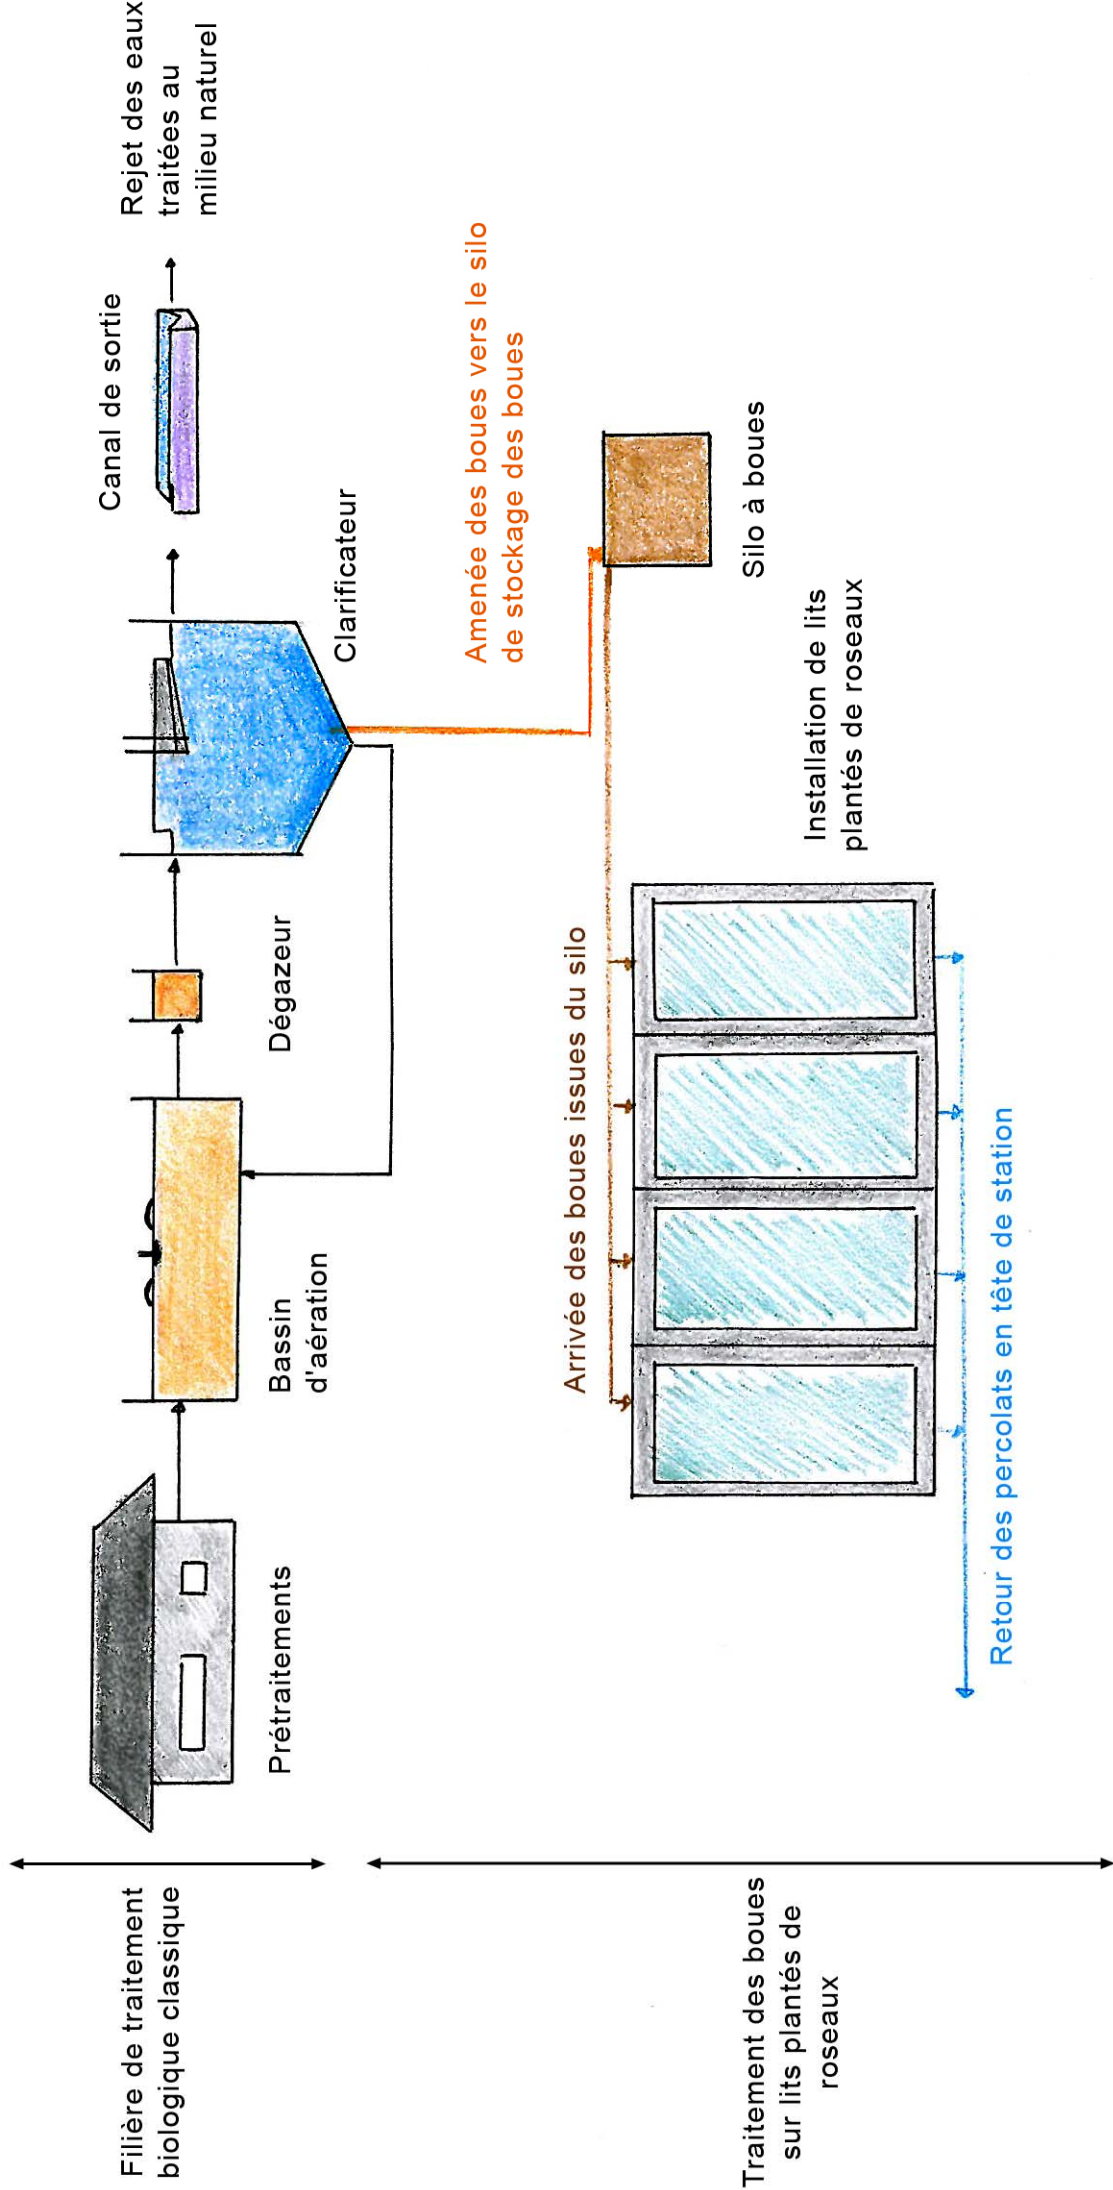 Filière de traitement
biologique classique
Prétraitements
Bassin
d'aération
Dégazeur
Clarificateur
Canal de sortie
Rejet des eaux
traitées au
milieu naturel
Amenée des boues vers le silo
de stockage des boues
Traitement des boues
sur lits plantés de
roseaux
Arrivée des boues issues du silo
Silo à boues
Installation de lits
plantés de roseaux
Retour des percolats en tête de station